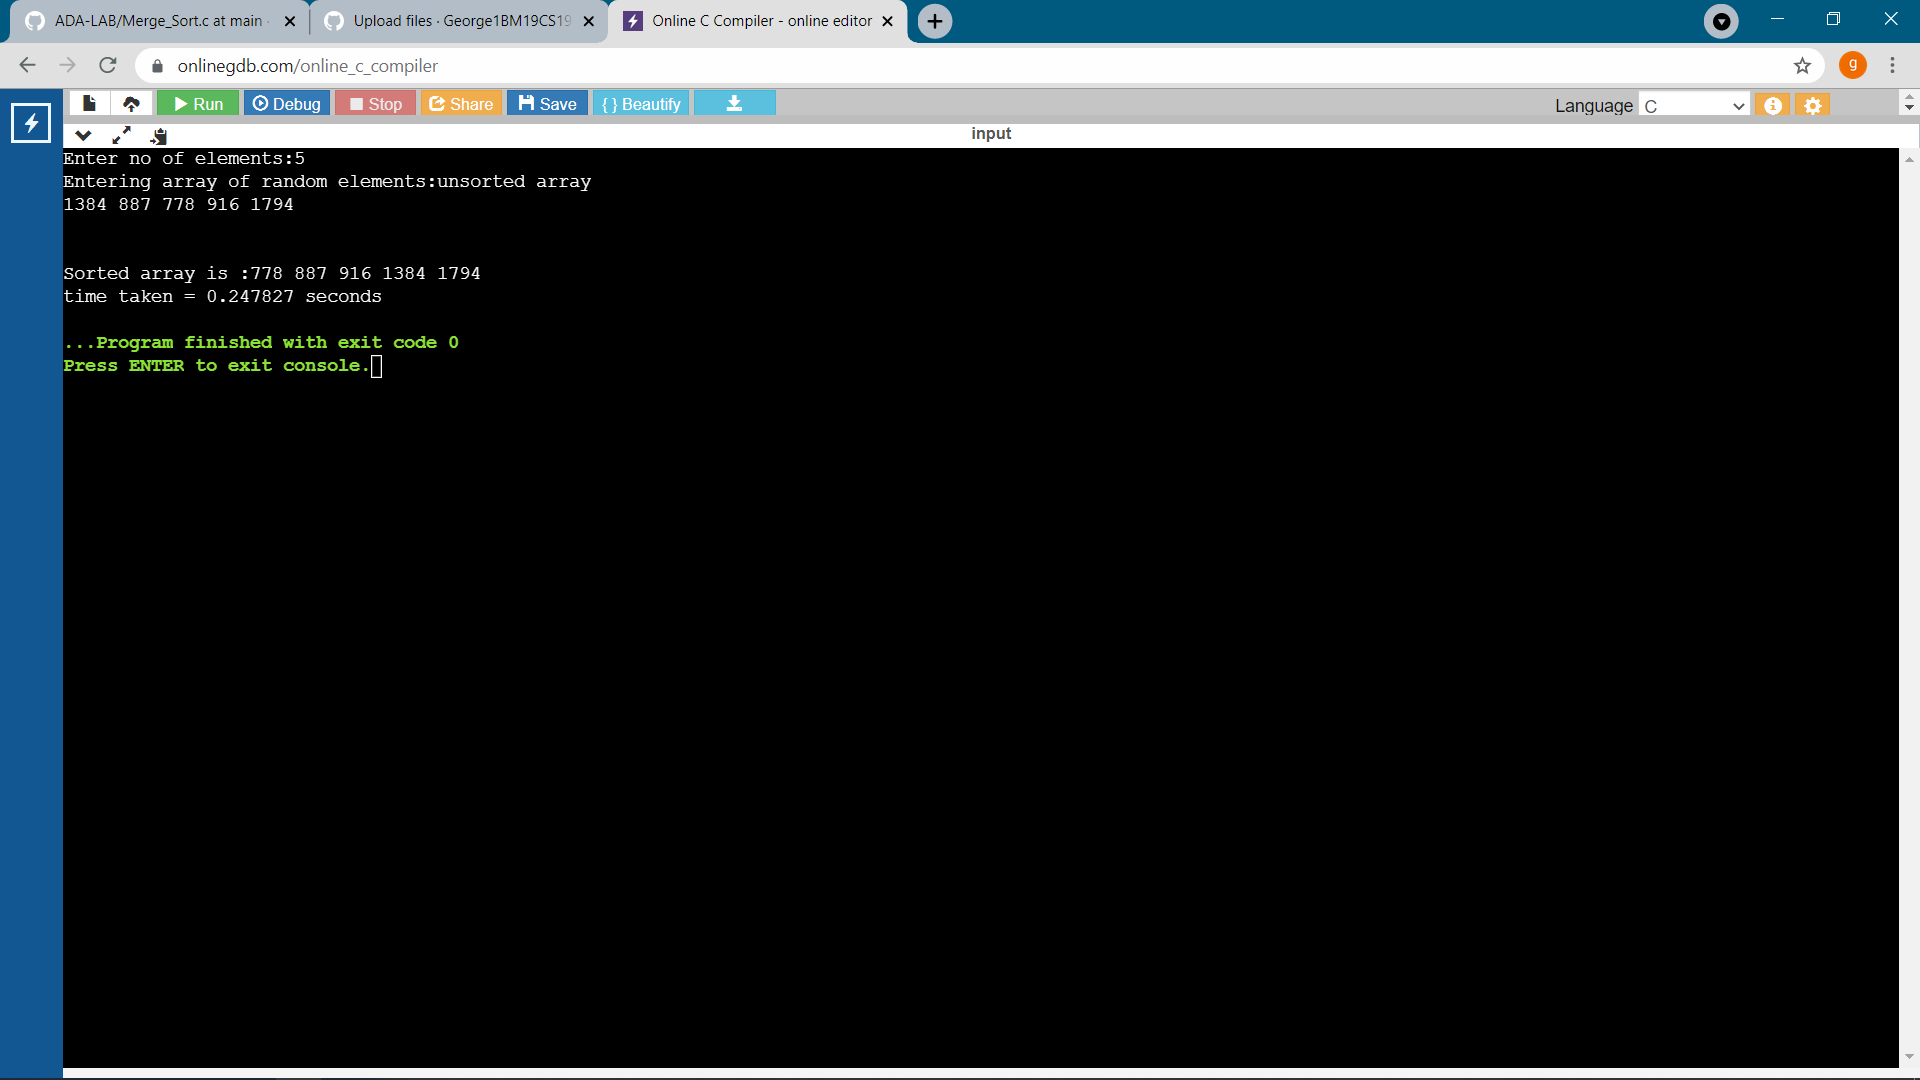 ADA-LAB/Merge_Sort.c at main
Upload files · George1BM19CS19
Online C Compiler - online editor
onlinegdb.com/online_c_compiler
g
Run
Debug
Stop
Share
Save
{ } Beautify
Language C
input
Enter no of elements:5
Entering array of random elements:unsorted array
1384 887 778 916 1794
Sorted array is :778 887 916 1384 1794
time taken = 0.247827 seconds
...Program finished with exit code 0
Press ENTER to exit console.